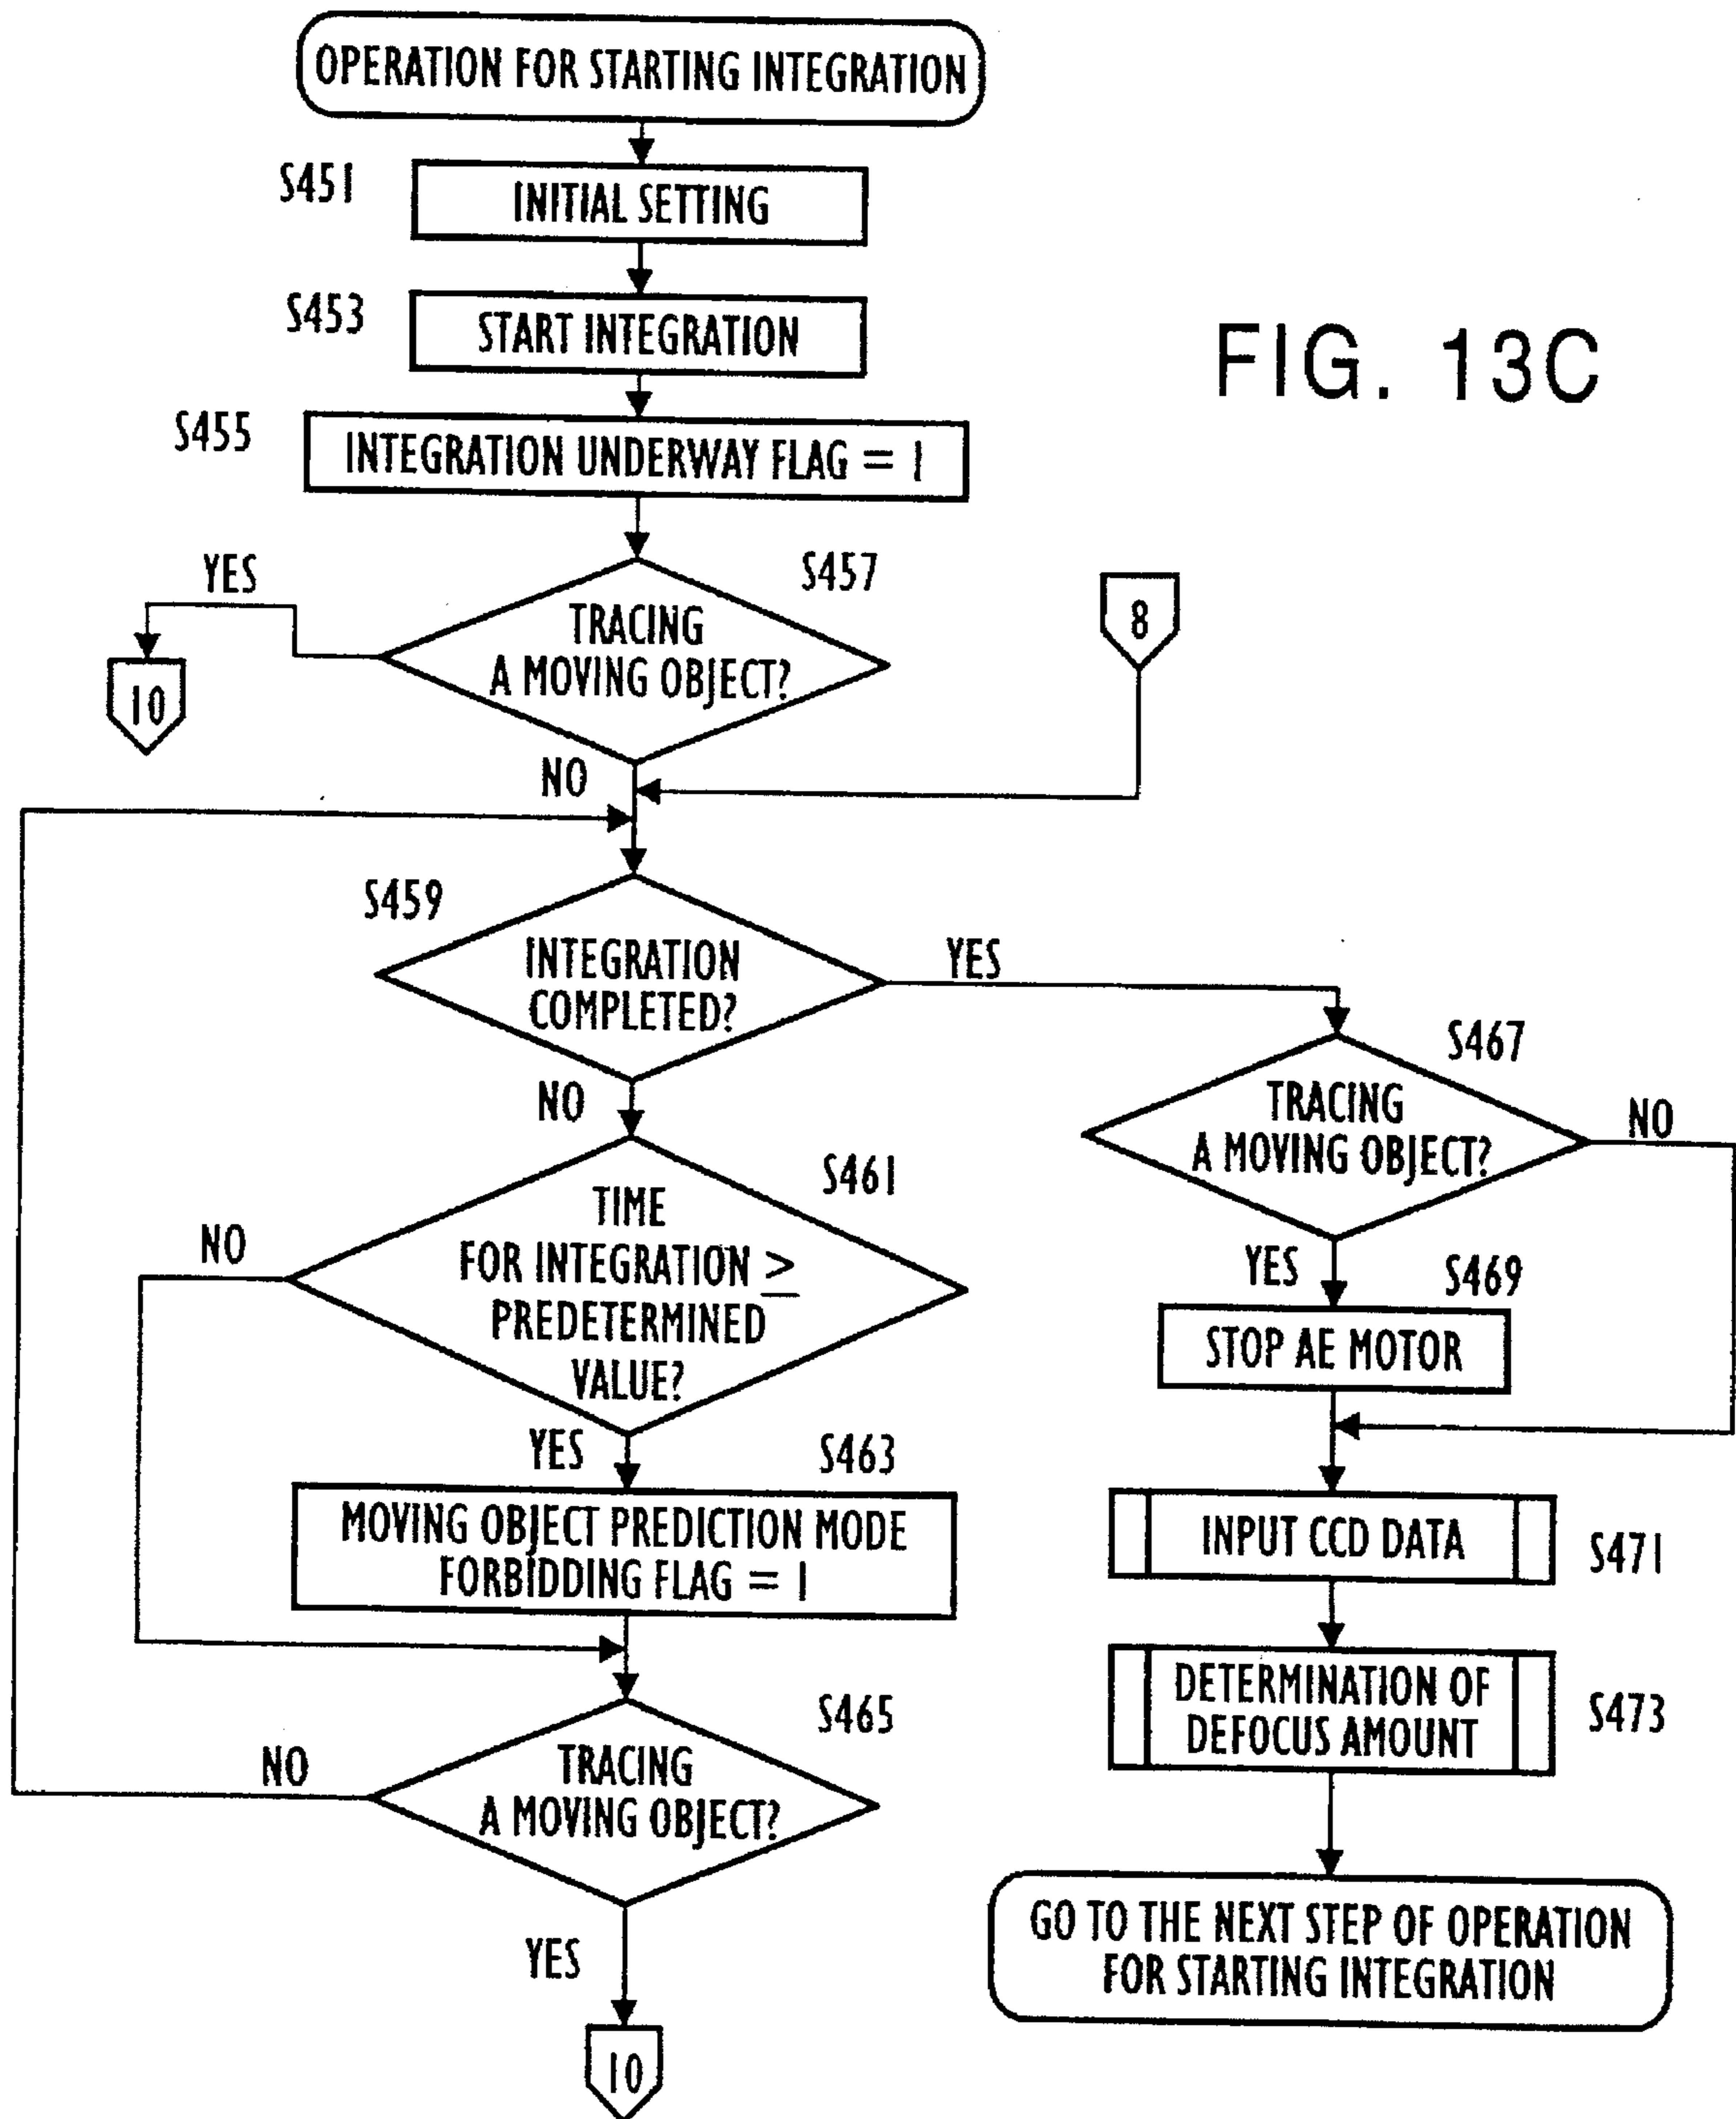 OPERATION FOR STARTING INTEGRATION
S451
INITIAL SETTING
S453
START INTEGRATION
FIG. 13C
S455
INTEGRATION UNDERWAY FLAG = 1
YES
S457
TRACING
A MOVING OBJECT?
8
10
NO
S459
INTEGRATION
COMPLETED?
YES
NO
S467
TRACING
A MOVING OBJECT?
NO
S461
TIME
FOR INTEGRATION ≥
PREDETERMINED
VALUE?
NO
YES
S469
STOP AE MOTOR
YES
S463
MOVING OBJECT PREDICTION MODE
FORBIDDING FLAG = 1
INPUT CCD DATA
S471
S465
TRACING
A MOVING OBJECT?
NO
DETERMINATION OF
DEFOCUS AMOUNT
S473
YES
10
GO TO THE NEXT STEP OF OPERATION
FOR STARTING INTEGRATION